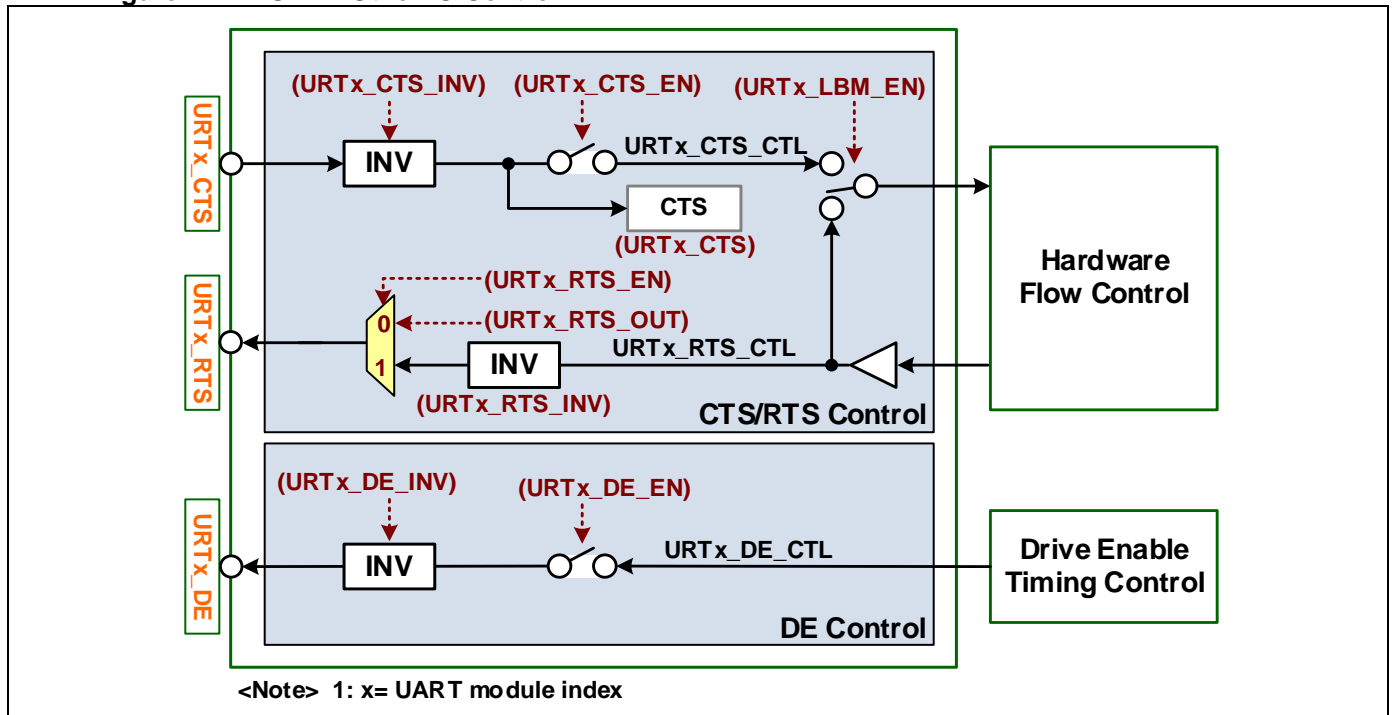 (URTx_CTS_INV)
(URTx_CTS_EN)
(URTx_LBM_EN)
URTx_CTS
INV
URTx_CTS_CTL
CTS
(URTx_CTS)
Hardware
Flow Control
(URTx_RTS_EN)
(URTx_RTS_OUT)
URTx_RTS
0
1
INV
URTx_RTS_CTL
(URTx_RTS_INV)
CTS/RTS Control
(URTx_DE_INV)
(URTx_DE_EN)
URTx_DE
INV
URTx_DE_CTL
Drive Enable
Timing Control
DE Control
<Note> 1: x= UART module index